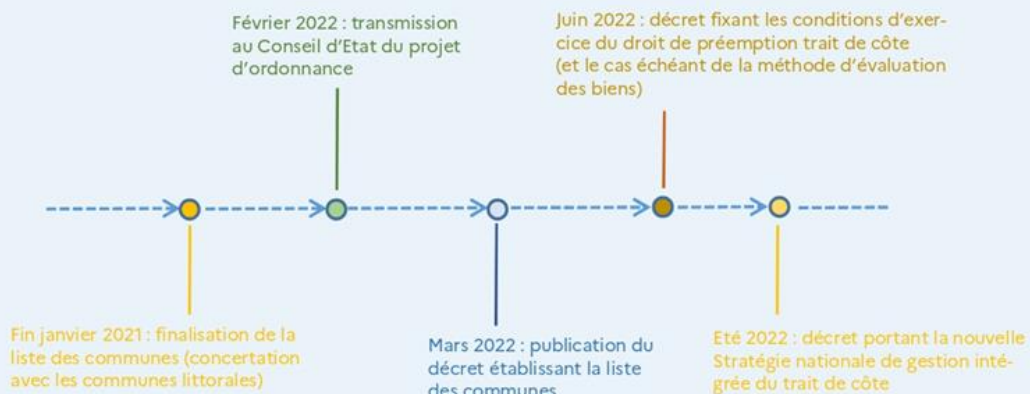 Février 2022 : transmission
au Conseil d'Etat du projet
d'ordonnance
Juin 2022 : décret fixant les conditions d'exer-
cice du droit de préemption trait de côte
(et le cas échéant de la méthode d'évaluation
des biens)
Fin janvier 2021 : finalisation de la
liste des communes (concertation
avec les communes littorales)
Mars 2022 : publication du
décret établissant la liste
des communes
Eté 2022 : décret portant la nouvelle
Stratégie nationale de gestion inté-
grée du trait de côte